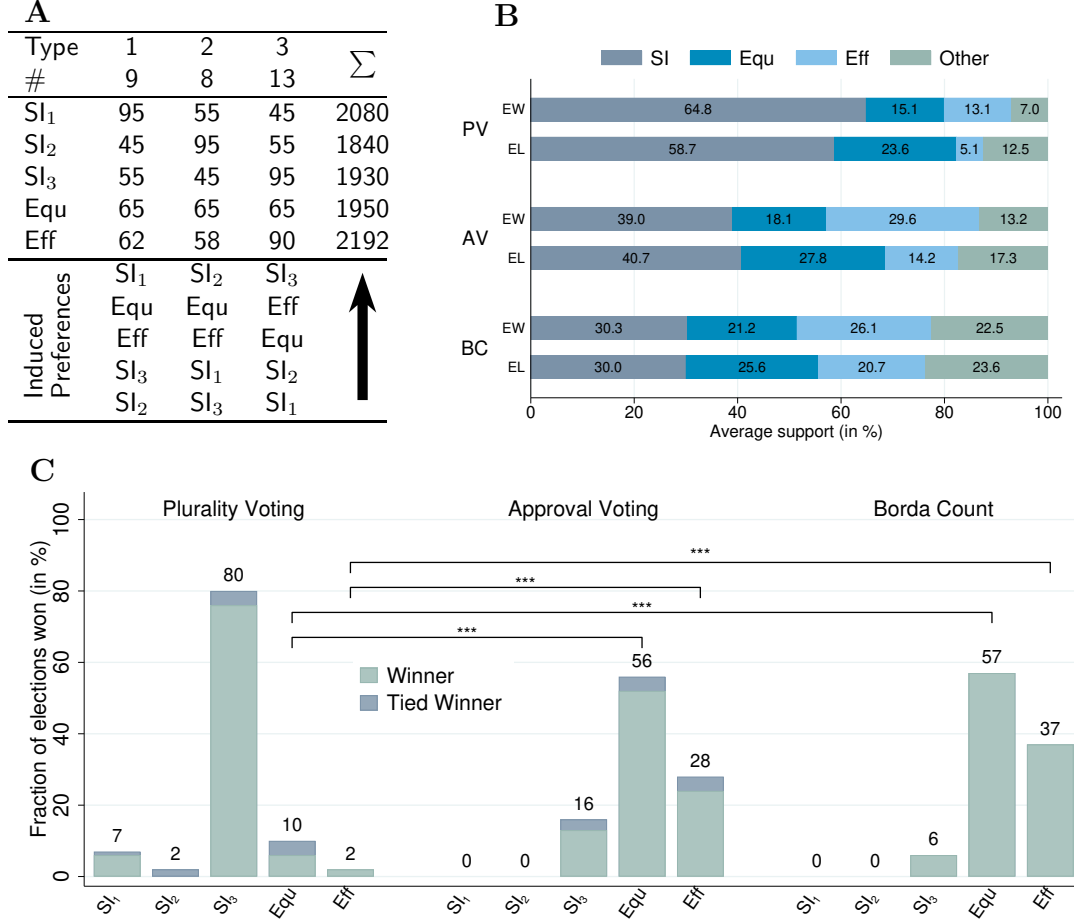 A
Type 1 2 3 ∑
# 9 8 13
SI₁ 95 55 45 2080
SI₂ 45 95 55 1840
SI₃ 55 45 95 1930
Equ 65 65 65 1950
Eff 62 58 90 2192
Induced Preferences
SI₁ SI₂ SI₃
Equ Equ Eff
Eff Eff Equ
SI₃ SI₁ SI₂
SI₂ SI₃ SI₁
B
SI Equ Eff Other
PV
EW 64.8 15.1 13.1 7.0
EL 58.7 23.6 5.1 12.5
AV
EW 39.0 18.1 29.6 13.2
EL 40.7 27.8 14.2 17.3
BC
EW 30.3 21.2 26.1 22.5
EL 30.0 25.6 20.7 23.6
0 20 40 60 80 100
Average support (in %)
C
Plurality Voting Approval Voting Borda Count
Fraction of elections won (in %)
100
80
60
40
20
0
***
***
***
***
Winner
Tied Winner
7 2 80 10 2
0 0 16 56 28
0 0 6 57 37
SI₁ SI₂ SI₃ Equ Eff SI₁ SI₂ SI₃ Equ Eff SI₁ SI₂ SI₃ Equ Eff